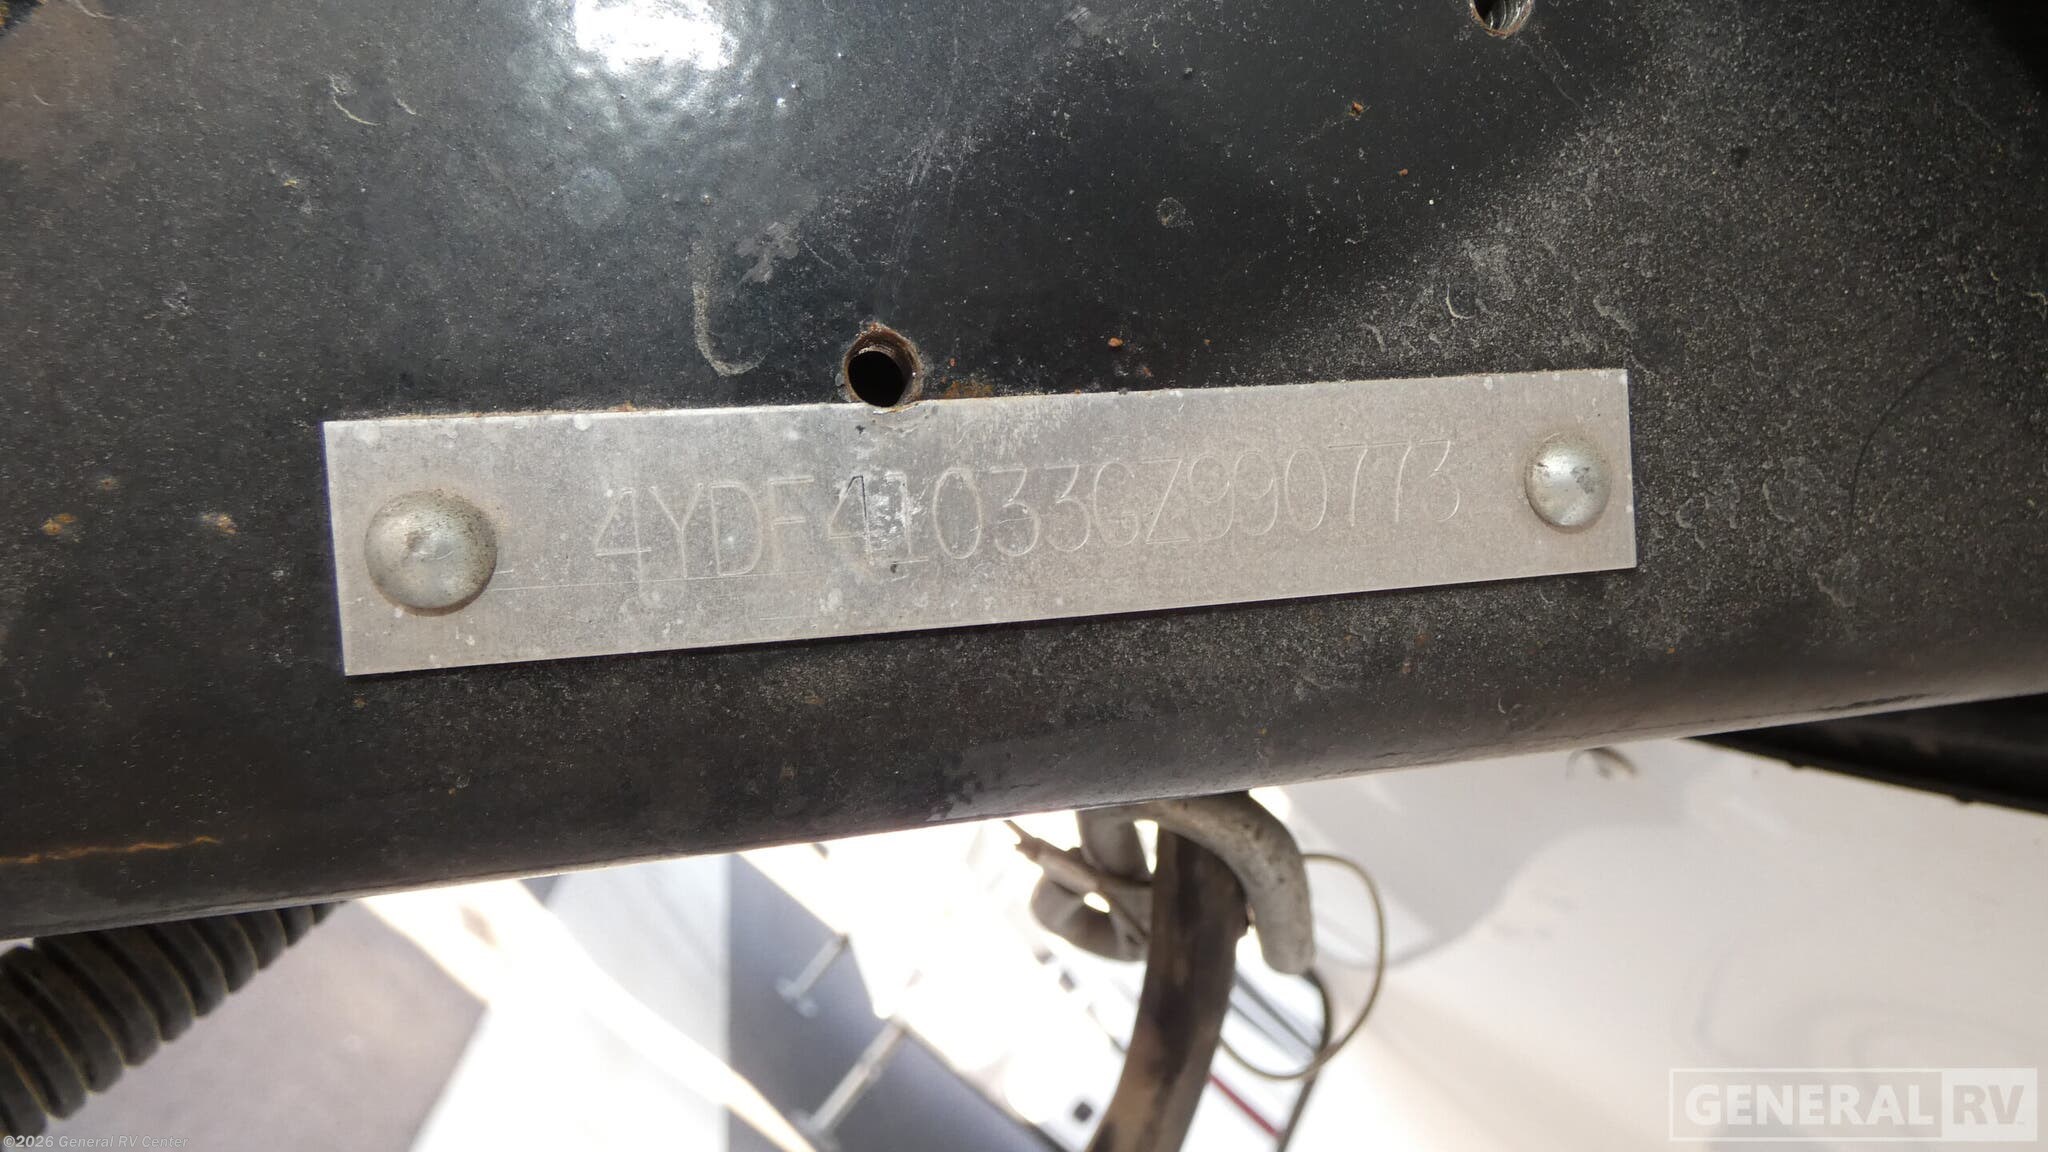 4YDF41033GZ990773
GENERAL RV
©2026 General RV Center